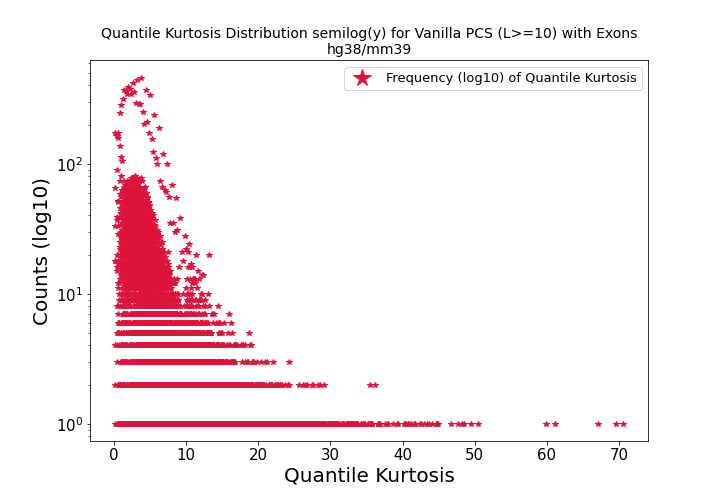 Quantile Kurtosis Distribution semilog(y) for Vanilla PCS (L>=10) with Exons
hg38/mm39
Frequency (log10) of Quantile Kurtosis
Counts (log10)
10²
10¹
10⁰
0 10 20 30 40 50 60 70
Quantile Kurtosis